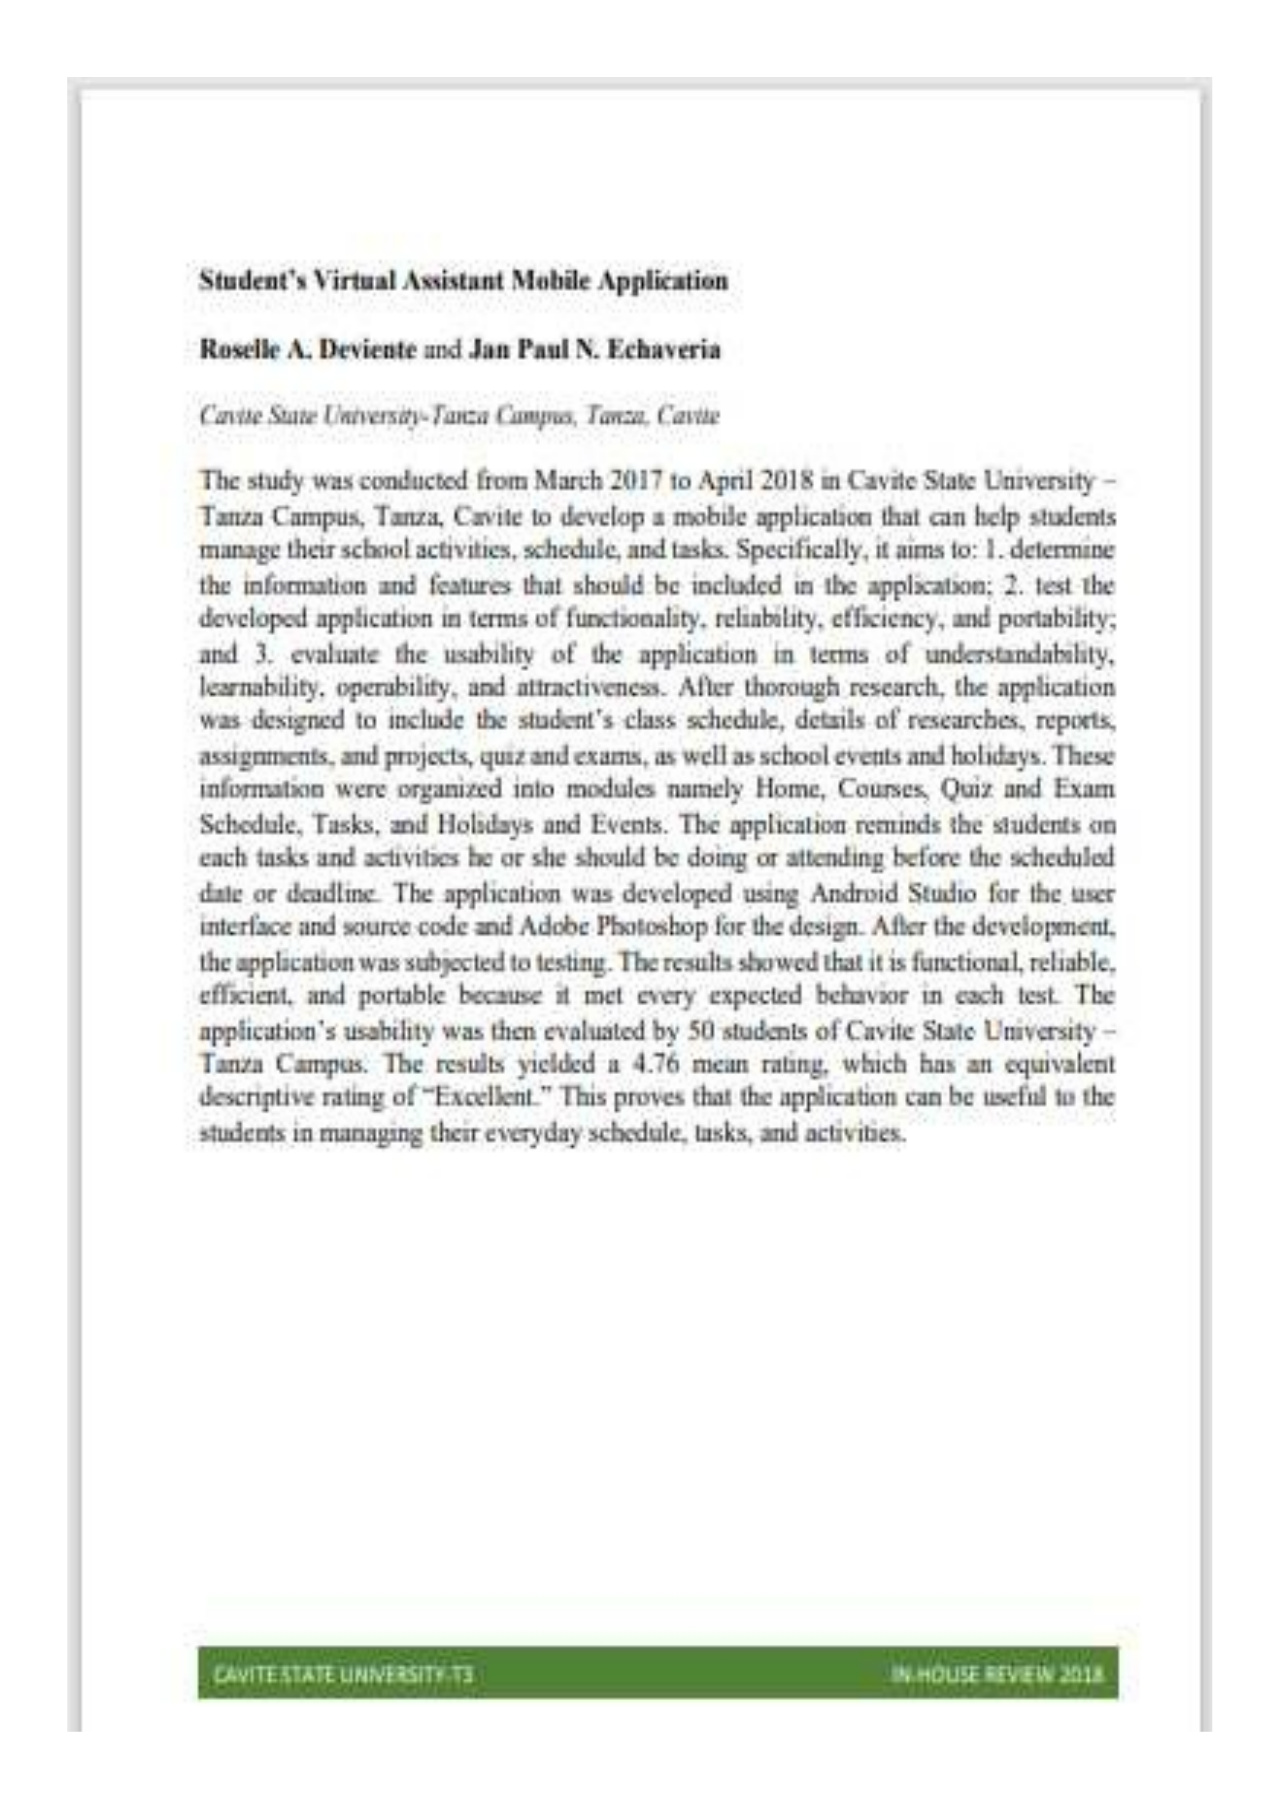 Student's Virtual Assistant Mobile Application
Roselle A. Deviente and Jan Paul N. Echaveria
Cavite State University-Tanza Campus, Tanza, Cavite
The study was conducted from March 2017 to April 2018 in Cavite State University –
Tanza Campus, Tanza, Cavite to develop a mobile application that can help students
manage their school activities, schedule, and tasks. Specifically, it aims to: 1. determine
the information and features that should be included in the application; 2. test the
developed application in terms of functionality, reliability, efficiency, and portability;
and 3. evaluate the usability of the application in terms of understandability,
learnability, operability, and attractiveness. After thorough research, the application
was designed to include the student's class schedule, details of researches, reports,
assignments, and projects, quiz and exams, as well as school events and holidays. These
information were organized into modules namely Home, Courses, Quiz and Exam
Schedule, Tasks, and Holidays and Events. The application reminds the students on
each tasks and activities he or she should be doing or attending before the scheduled
date or deadline. The application was developed using Android Studio for the user
interface and source code and Adobe Photoshop for the design. After the development,
the application was subjected to testing. The results showed that it is functional, reliable,
efficient, and portable because it met every expected behavior in each test. The
application's usability was then evaluated by 50 students of Cavite State University –
Tanza Campus. The results yielded a 4.76 mean rating, which has an equivalent
descriptive rating of “Excellent.” This proves that the application can be useful to the
students in managing their everyday schedule, tasks, and activities.
CAVITE STATE UNIVERSITY-T3 IN-HOUSE REVIEW 2018